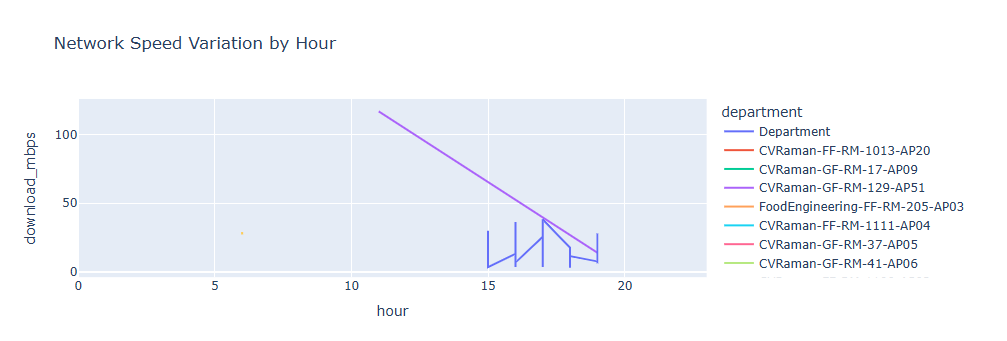 Network Speed Variation by Hour
download_mbps
100
50
0
0
5
10
15
20
hour
department
Department
CVRaman-FF-RM-1013-AP20
CVRaman-GF-RM-17-AP09
CVRaman-GF-RM-129-AP51
FoodEngineering-FF-RM-205-AP03
CVRaman-FF-RM-1111-AP04
CVRaman-GF-RM-37-AP05
CVRaman-GF-RM-41-AP06